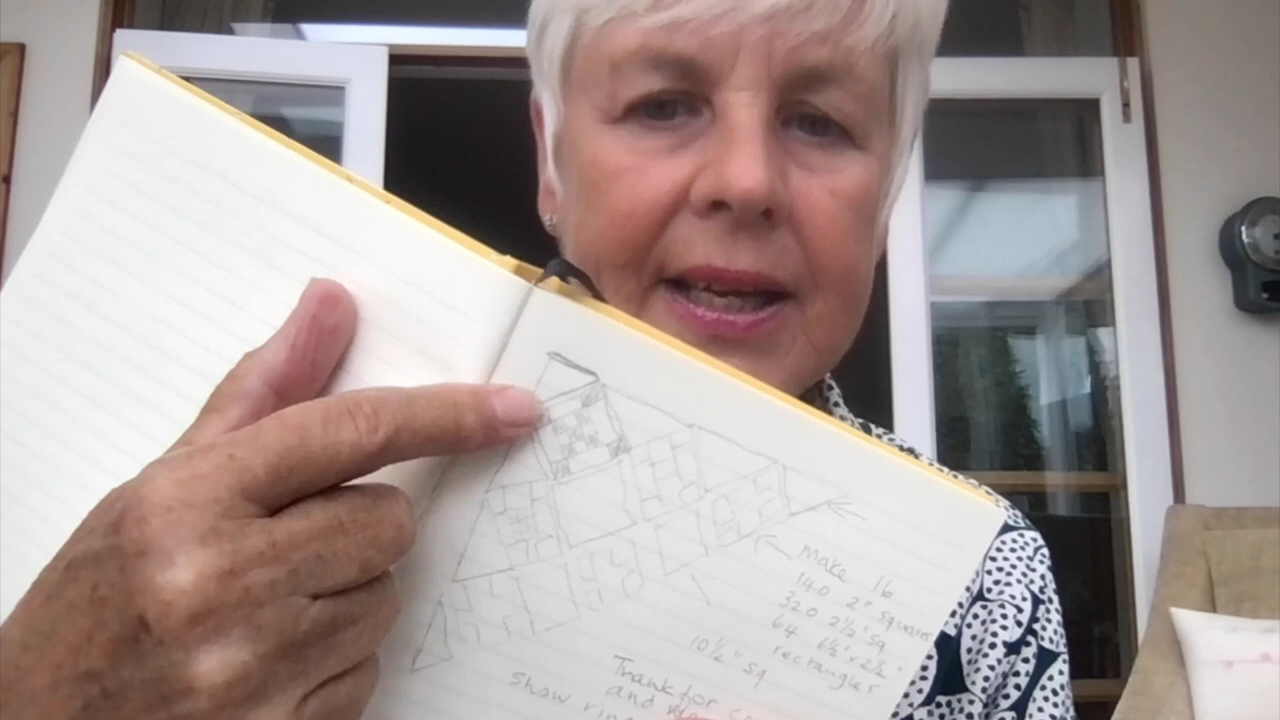 Make 16
140 2" squares
320 2½" sq
64 6½" x 2½"
rectangles
10½" sq
Thank for
and
show